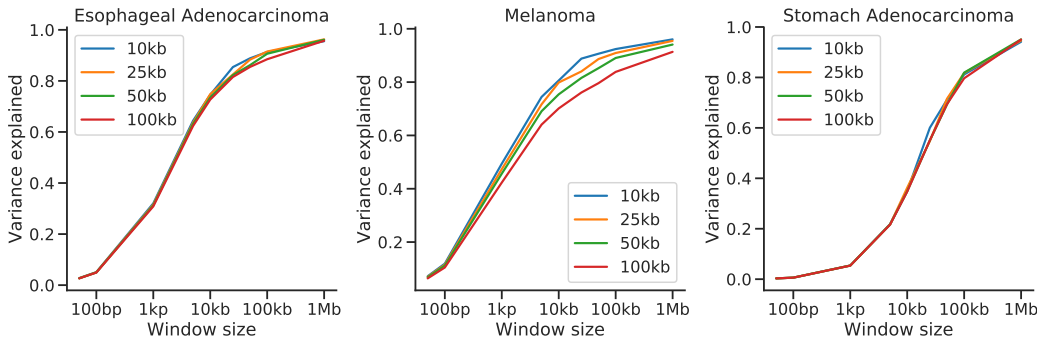 Esophageal Adenocarcinoma
1.0
0.8
0.6
0.4
0.2
0.0
Variance explained
10kb
25kb
50kb
100kb
100bp 1kp 10kp 100kb 1Mb
Window size
Melanoma
1.0
0.8
0.6
0.4
0.2
Variance explained
10kb
25kb
50kb
100kb
100bp 1kp 10kp 100kb 1Mb
Window size
Stomach Adenocarcinoma
1.0
0.8
0.6
0.4
0.2
0.0
Variance explained
10kb
25kb
50kb
100kb
100bp 1kp 10kp 100kb 1Mb
Window size